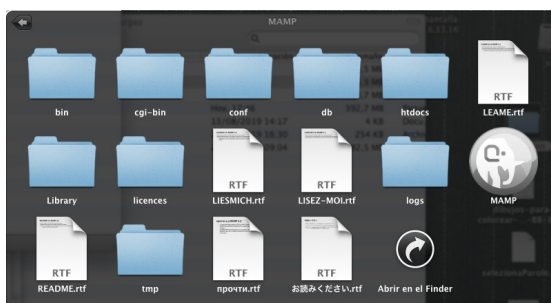 MAMP
bin
cgi-bin
conf
db
htdocs
RTF
LEAME.rtf
Library
licences
RTF
LIESMICH.rtf
RTF
LISEZ-MOI.rtf
logs
MAMP
RTF
README.rtf
tmp
RTF
прочти.rtf
RTF
お読みください.rtf
Abrir en el Finder